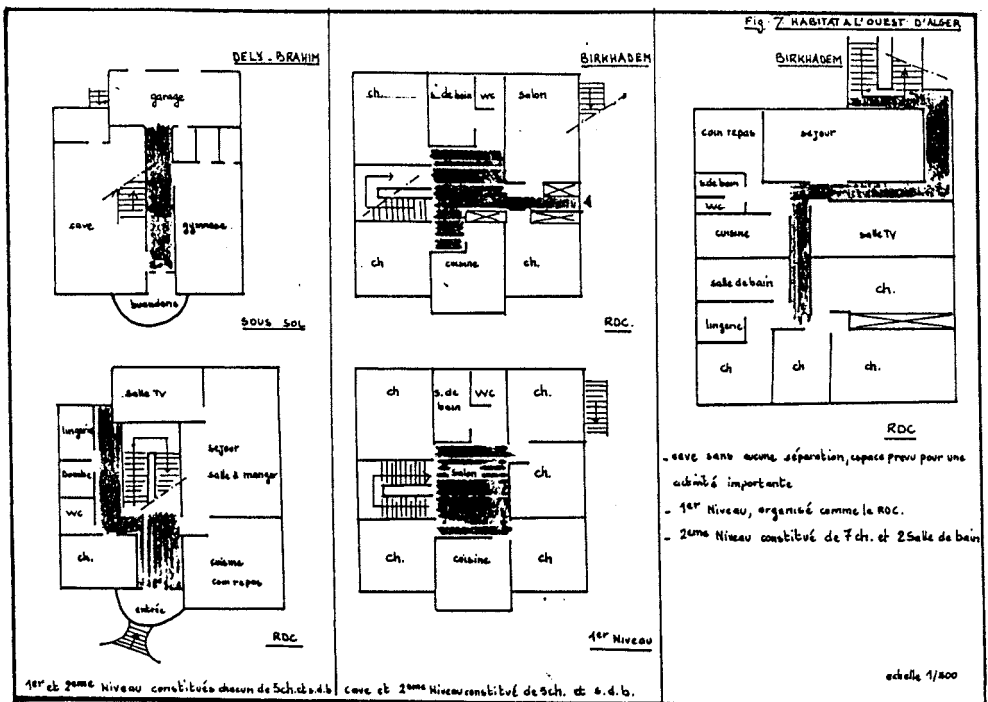 Fig. 7 HABITAT A L'OUEST D'ALGER
DELY-BRAHIM
garage
cave
gymnase
buanderie
SOUS SOL
salle TV
lingerie
sejour
salle à manger
Douche
WC
ch.
cuisine
coin repas
entrée
RDC
1er et 2eme Niveau constitués chacun de 5ch. et s.d.b
BIRKHADEM
ch.
s. de bain
WC
salon
ch
cuisine
ch.
RDC.
ch
s. de bain
WC
ch.
salon
ch.
ch.
cuisine
ch
1er Niveau
cave et 2eme Niveau constitué de 5ch. et s.d.b.
BIRKHADEM
coin repas
sejour
s.de bain
WC
cuisine
salle TV
salle de bain
ch.
lingerie
ch
ch
ch.
RDC
- cave sans aucune séparation, espace prevu pour une
activité importante
- 1er Niveau, organisé comme le RDC.
- 2eme Niveau constitué de 7 ch. et 2 Salle de bain
echelle 1/200